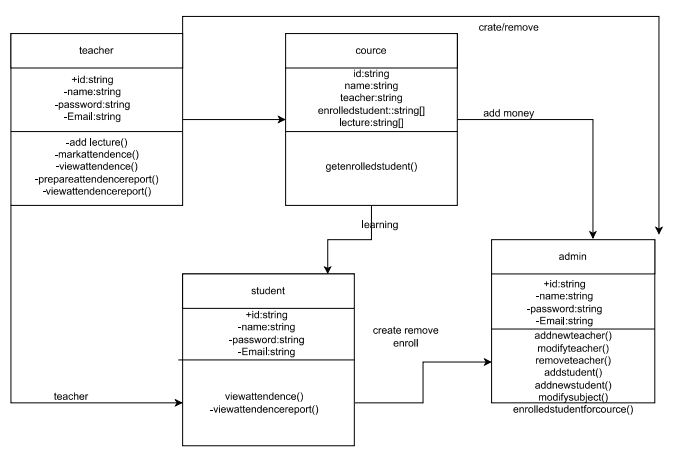 crate/remove
teacher
+id:string
-name:string
-password:string
-Email:string
-add lecture()
-markattendence()
-viewattendence()
-prepareattendencereport()
-viewattendencereport()
cource
id:string
name:string
teacher:string
enrolledstudent::string[]
lecture:string[]
getenrolledstudent()
add money
learning
student
+id:string
-name:string
-password:string
-Email:string
viewattendence()
-viewattendencereport()
teacher
create remove
enroll
admin
+id:string
-name:string
-password:string
-Email:string
addnewteacher()
modifyteacher()
removeteacher()
addstudent()
addnewstudent()
modifysubject()
enrolledstudentforcource()